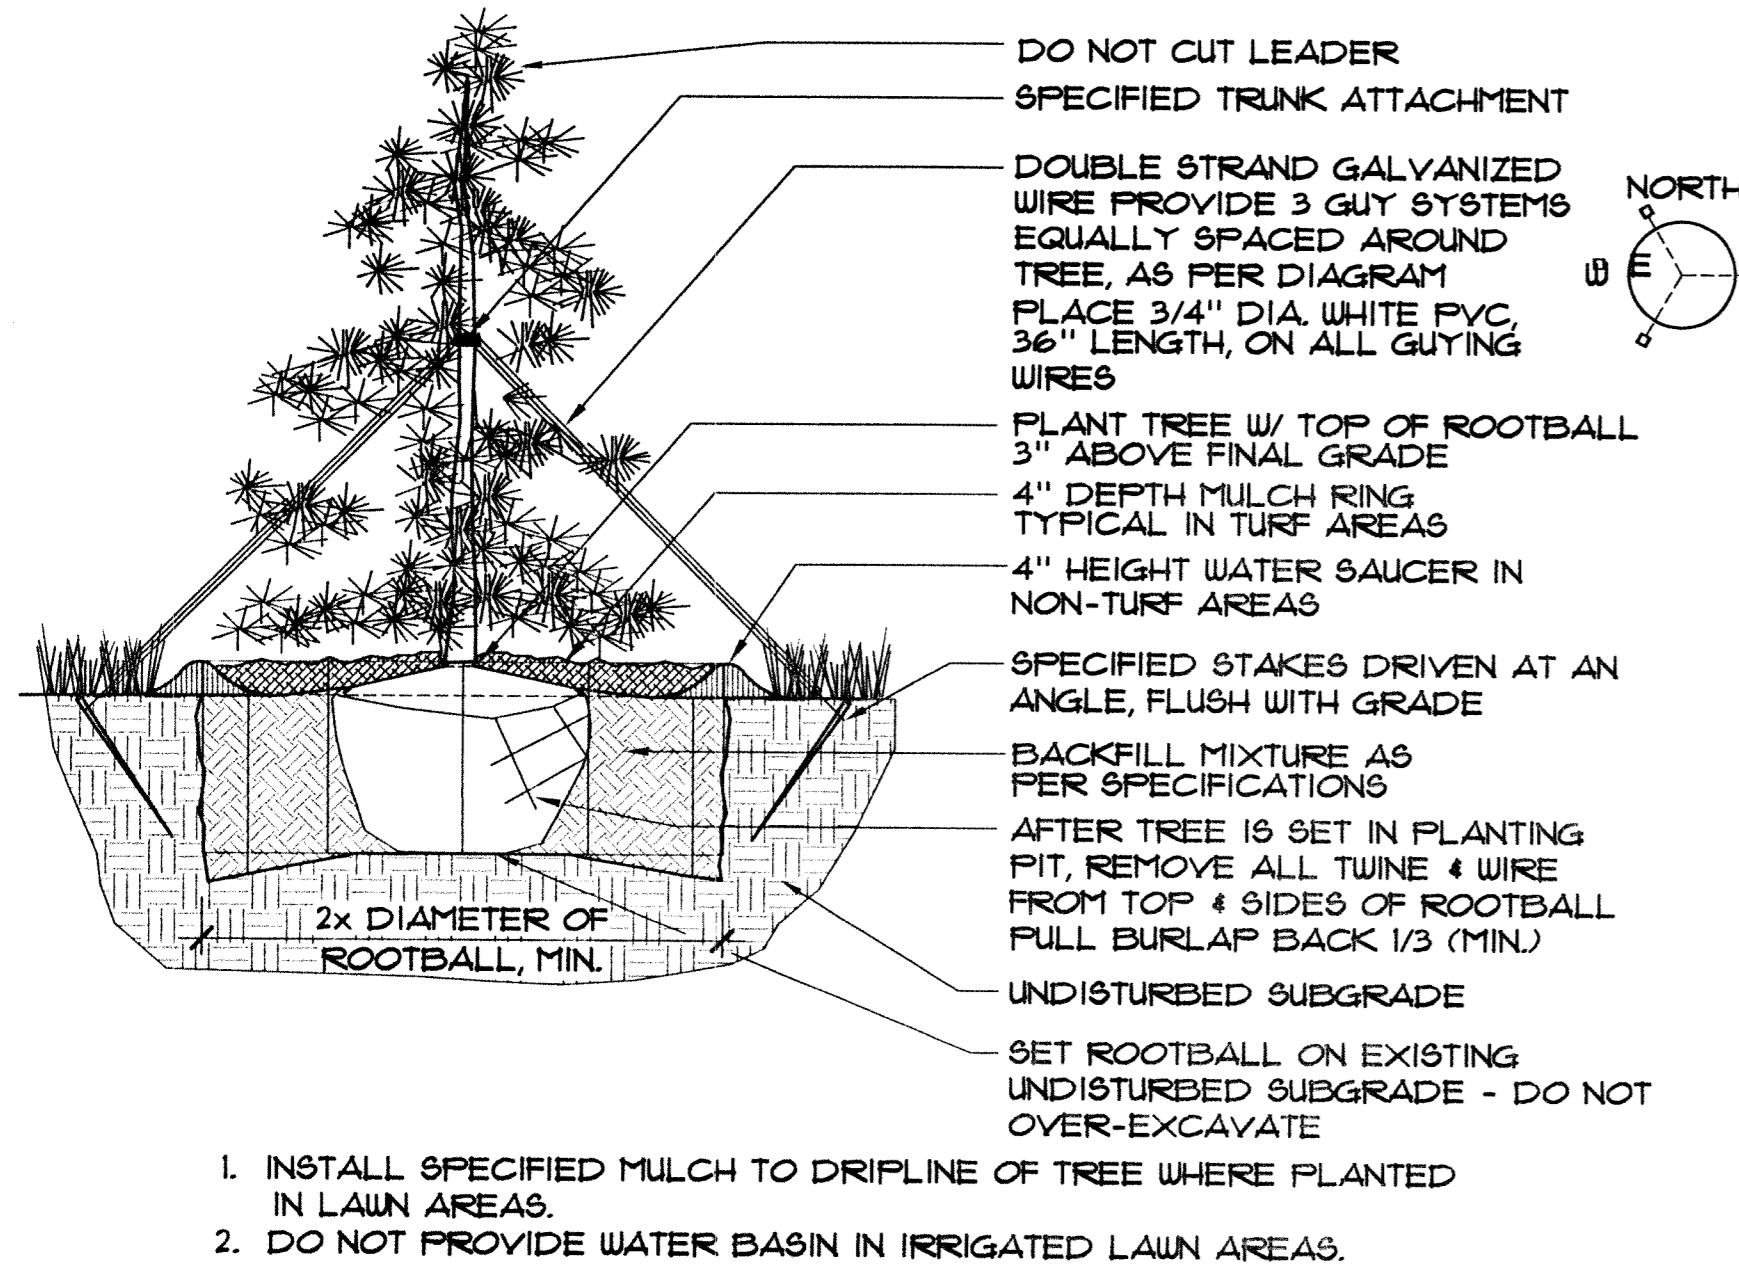 DO NOT CUT LEADER
SPECIFIED TRUNK ATTACHMENT
DOUBLE STRAND GALVANIZED
WIRE PROVIDE 3 GUY SYSTEMS
EQUALLY SPACED AROUND
TREE, AS PER DIAGRAM
PLACE 3/4" DIA. WHITE PVC,
36" LENGTH, ON ALL GUYING
WIRES
NORTH
E
PLANT TREE W/ TOP OF ROOTBALL
3" ABOVE FINAL GRADE
4" DEPTH MULCH RING
TYPICAL IN TURF AREAS
4" HEIGHT WATER SAUCER IN
NON-TURF AREAS
SPECIFIED STAKES DRIVEN AT AN
ANGLE, FLUSH WITH GRADE
BACKFILL MIXTURE AS
PER SPECIFICATIONS
AFTER TREE IS SET IN PLANTING
PIT, REMOVE ALL TWINE & WIRE
FROM TOP & SIDES OF ROOTBALL
PULL BURLAP BACK 1/3 (MIN.)
UNDISTURBED SUBGRADE
SET ROOTBALL ON EXISTING
UNDISTURBED SUBGRADE - DO NOT
OVER-EXCAVATE
2x DIAMETER OF
ROOTBALL, MIN.
1. INSTALL SPECIFIED MULCH TO DRIPLINE OF TREE WHERE PLANTED
IN LAWN AREAS.
2. DO NOT PROVIDE WATER BASIN IN IRRIGATED LAWN AREAS.